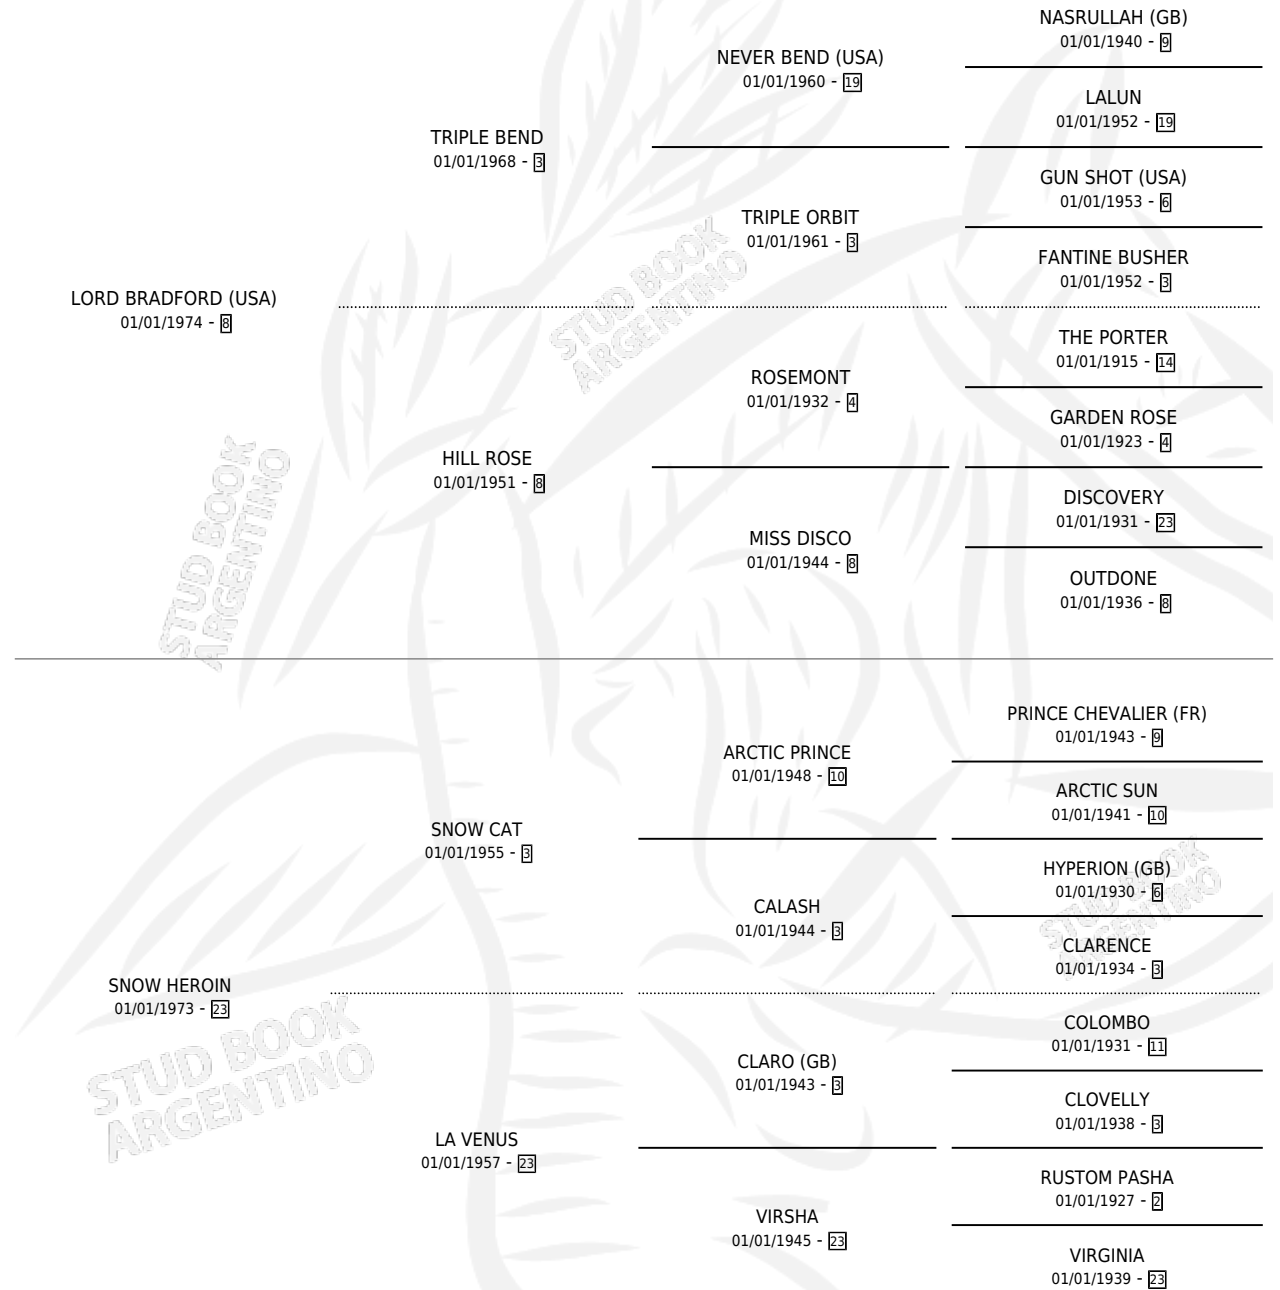 NASRULLAH (GB)
01/01/1940 - 9
NEVER BEND (USA)
01/01/1960 - 19
LALUN
01/01/1952 - 19
TRIPLE BEND
01/01/1968 - 3
GUN SHOT (USA)
01/01/1953 - 6
TRIPLE ORBIT
01/01/1961 - 3
FANTINE BUSHER
01/01/1952 - 3
LORD BRADFORD (USA)
01/01/1974 - 8
THE PORTER
01/01/1915 - 14
ROSEMONT
01/01/1932 - 4
GARDEN ROSE
01/01/1923 - 4
HILL ROSE
01/01/1951 - 8
DISCOVERY
01/01/1931 - 23
MISS DISCO
01/01/1944 - 8
OUTDONE
01/01/1936 - 8
PRINCE CHEVALIER (FR)
01/01/1943 - 9
ARCTIC PRINCE
01/01/1948 - 10
ARCTIC SUN
01/01/1941 - 10
SNOW CAT
01/01/1955 - 3
HYPERION (GB)
01/01/1930 - 6
CALASH
01/01/1944 - 3
CLARENCE
01/01/1934 - 3
SNOW HEROIN
01/01/1973 - 23
COLOMBO
01/01/1931 - 11
CLARO (GB)
01/01/1943 - 3
CLOVELLY
01/01/1938 - 3
LA VENUS
01/01/1957 - 23
RUSTOM PASHA
01/01/1927 - 2
VIRSHA
01/01/1945 - 23
VIRGINIA
01/01/1939 - 23
STUD BOOK
ARGENTINO
STUD BOOK
ARGENTINO
STUD BOOK
ARGENTINO
STUD BOOK
ARGENTINO